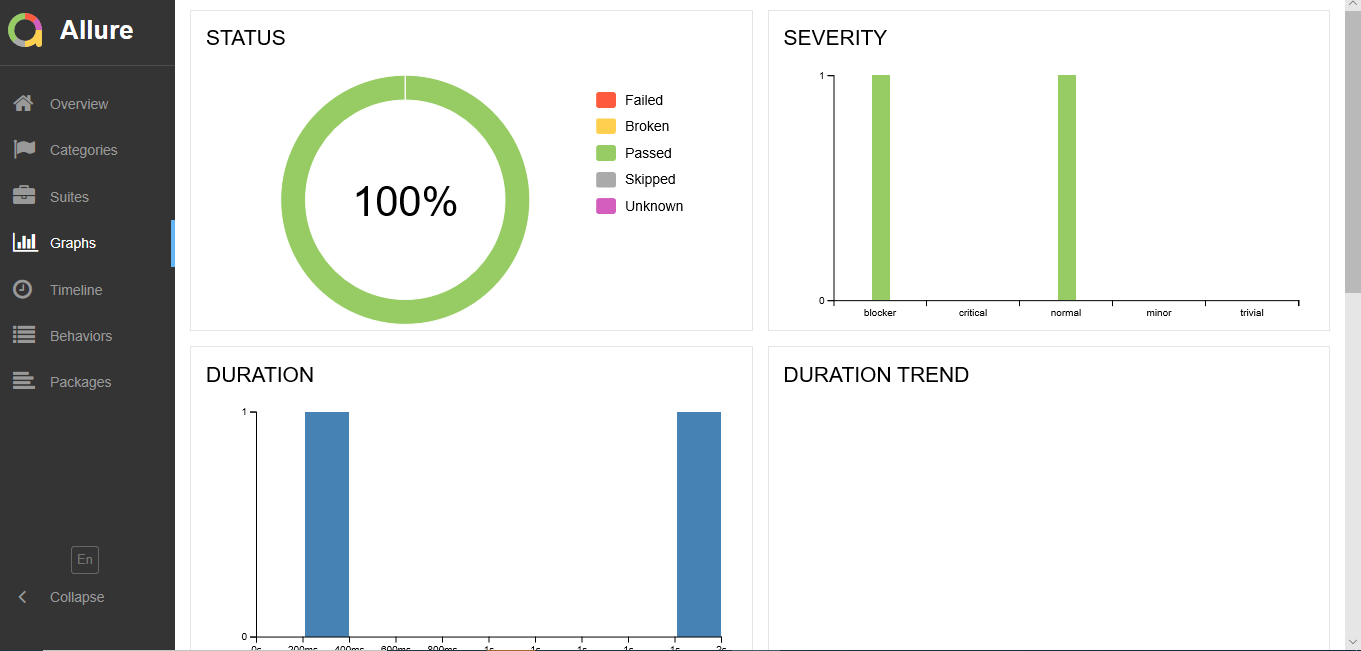 Allure
Overview
Categories
Suites
Graphs
Timeline
Behaviors
Packages
En
Collapse
STATUS
100%
Failed
Broken
Passed
Skipped
Unknown
SEVERITY
1
0
blocker critical normal minor trivial
DURATION
1
0
0s 200ms 400ms 600ms 800ms 1s 1s 1s 1s 1s 2s
DURATION TREND